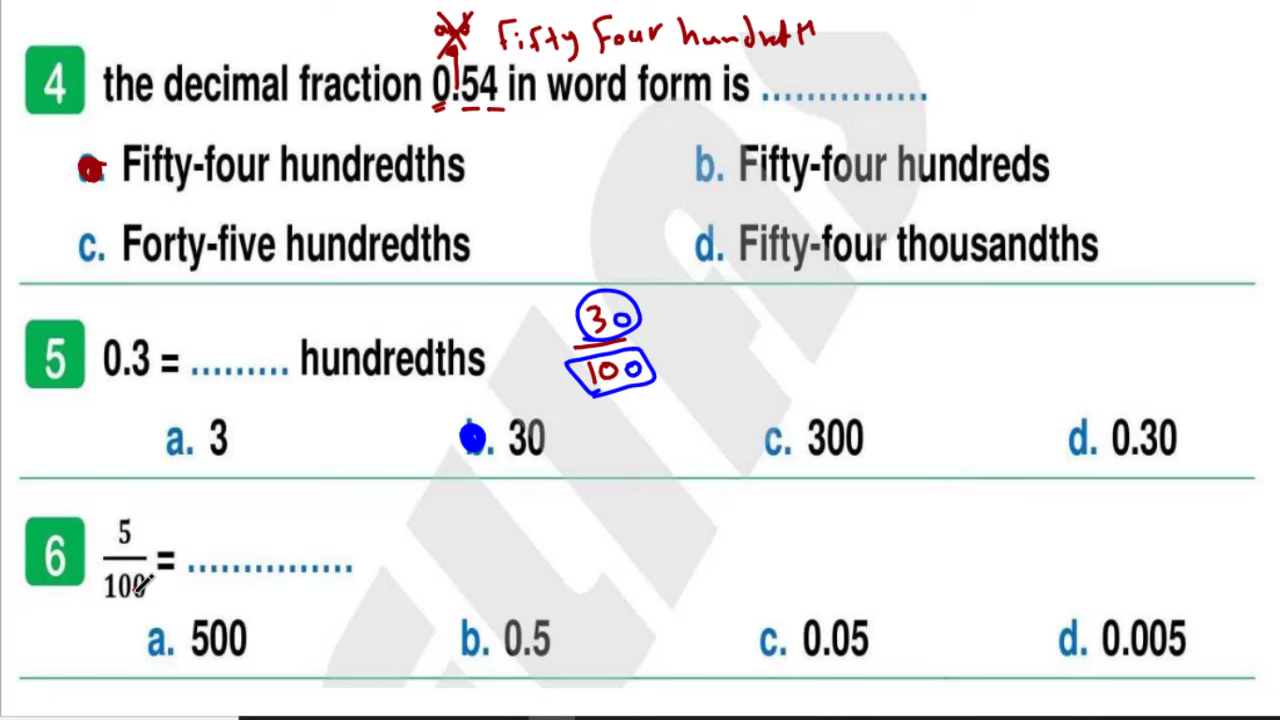 Fifty Four hundredth
4 the decimal fraction 0.54 in word form is ...............
Fifty-four hundredths
b. Fifty-four hundreds
c. Forty-five hundredths
d. Fifty-four thousandths
5 0.3 = ......... hundredths
30
100
a. 3
b. 30
c. 300
d. 0.30
6 5/100 = ...............
a. 500
b. 0.5
c. 0.05
d. 0.005